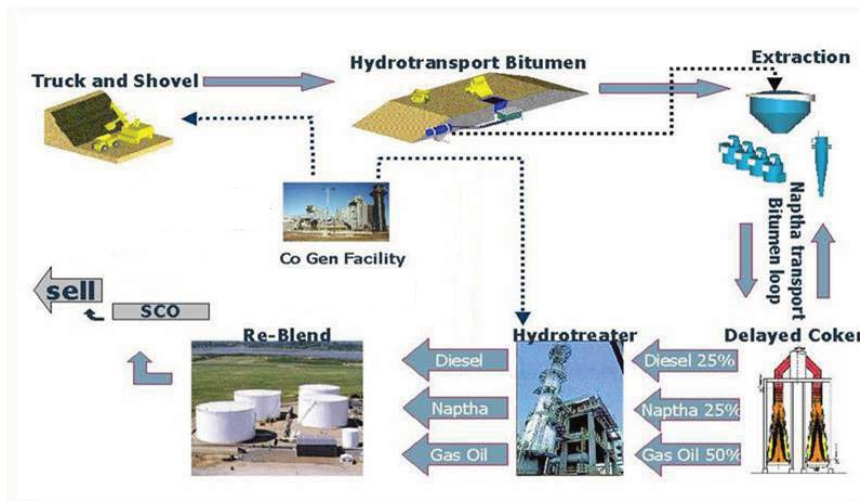 Hydrotransport Bitumen
Extraction
Truck and Shovel
Naptha transport
Bitumen loop
Co Gen Facility
sell
SCO
Re-Blend
Hydrotreater
Delayed Coker
Diesel
Diesel 25%
Naptha
Naptha 25%
Gas Oil
Gas Oil 50%